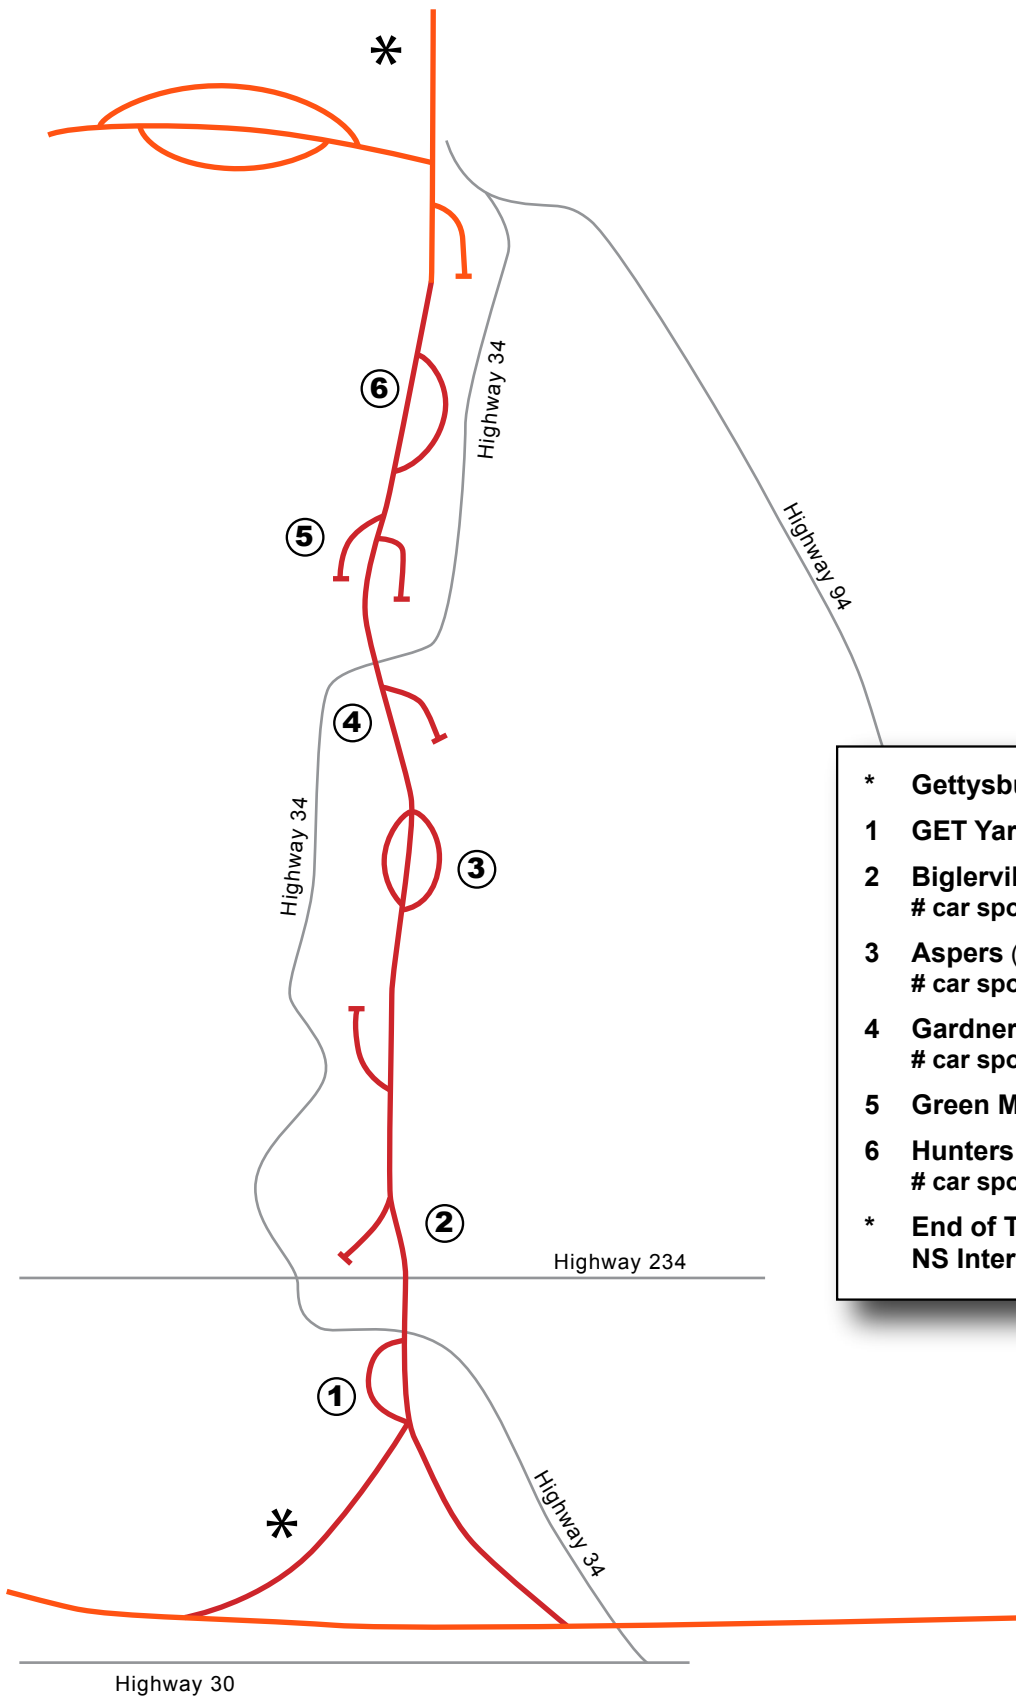 *
Highway 34
6
Highway 94
5
4
Highway 34
3
* Gettysbu
1 GET Yar
2 Biglervil
# car spo
3 Aspers (
# car spo
4 Gardner
# car spo
5 Green M
6 Hunters
# car spo
* End of T
NS Inter
2
Highway 234
1
Highway 34
*
Highway 30